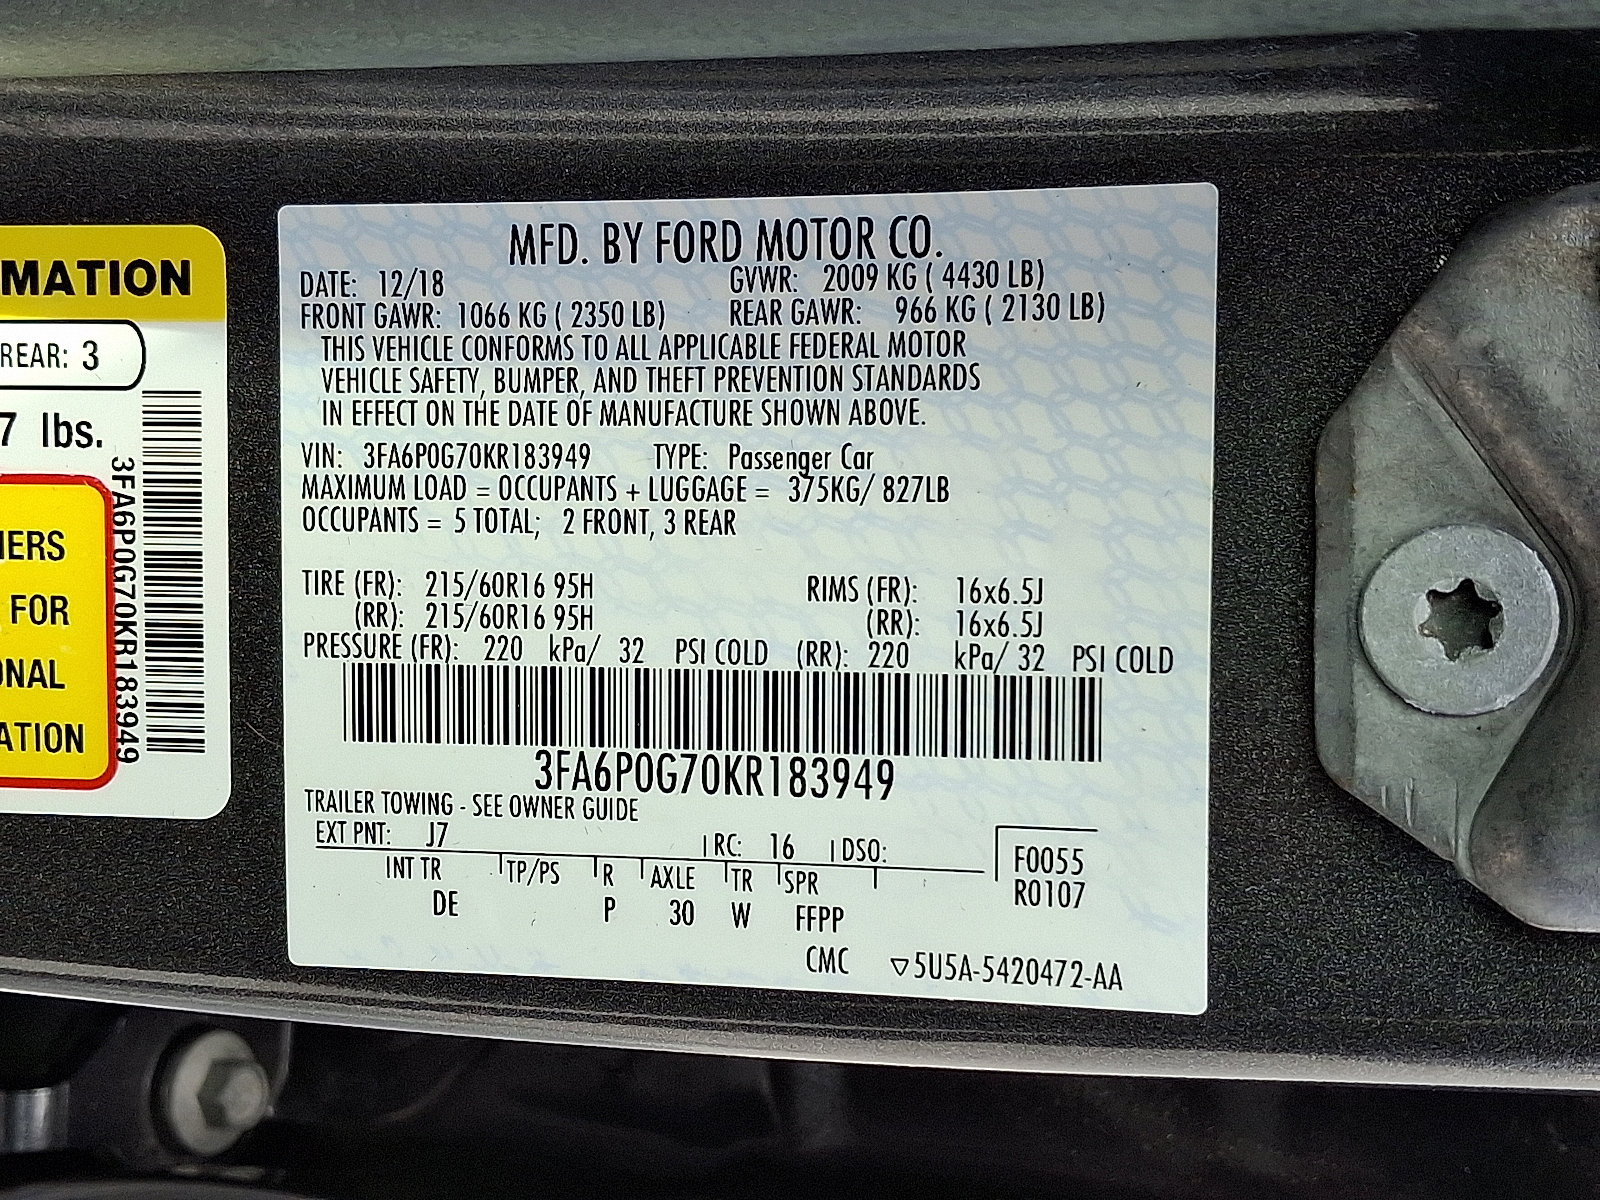 MATION
REAR: 3
7 lbs.
IERS
FOR
ONAL
ATION
3FA6P0G70KR183949
MFD. BY FORD MOTOR CO.
DATE: 12/18 GVWR: 2009 KG ( 4430 LB)
FRONT GAWR: 1066 KG ( 2350 LB) REAR GAWR: 966 KG ( 2130 LB)
THIS VEHICLE CONFORMS TO ALL APPLICABLE FEDERAL MOTOR
VEHICLE SAFETY, BUMPER, AND THEFT PREVENTION STANDARDS
IN EFFECT ON THE DATE OF MANUFACTURE SHOWN ABOVE.
VIN: 3FA6P0G70KR183949 TYPE: Passenger Car
MAXIMUM LOAD = OCCUPANTS + LUGGAGE = 375KG/ 827LB
OCCUPANTS = 5 TOTAL; 2 FRONT, 3 REAR
TIRE (FR): 215/60R16 95H RIMS (FR): 16x6.5J
(RR): 215/60R16 95H (RR): 16x6.5J
PRESSURE (FR): 220 kPa/ 32 PSI COLD (RR): 220 kPa/ 32 PSI COLD
3FA6P0G70KR183949
TRAILER TOWING - SEE OWNER GUIDE
EXT PNT: J7 RC: 16 DSO:
INT TR TP/PS R AXLE TR SPR
DE P 30 W FFPP
F0055
R0107
CMC ▽5U5A-5420472-AA